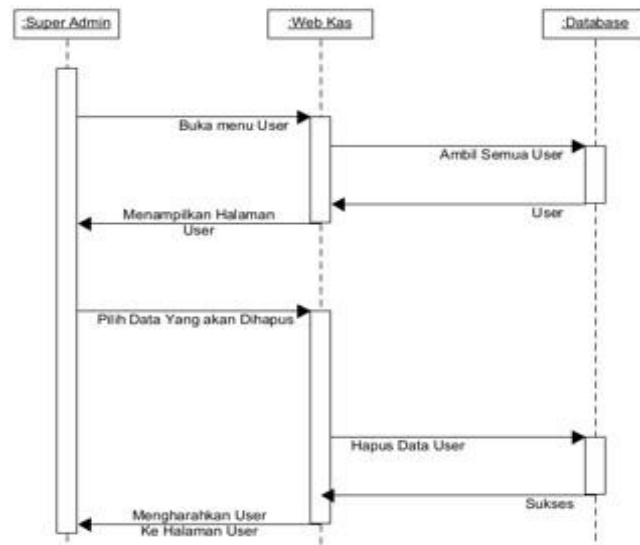 :Super Admin
:Web Kas
:Database
Buka menu User
Ambil Semua User
User
Menampilkan Halaman
User
Pilih Data Yang akan Dihapus
Hapus Data User
Sukses
Mengharahkan User
Ke Halaman User